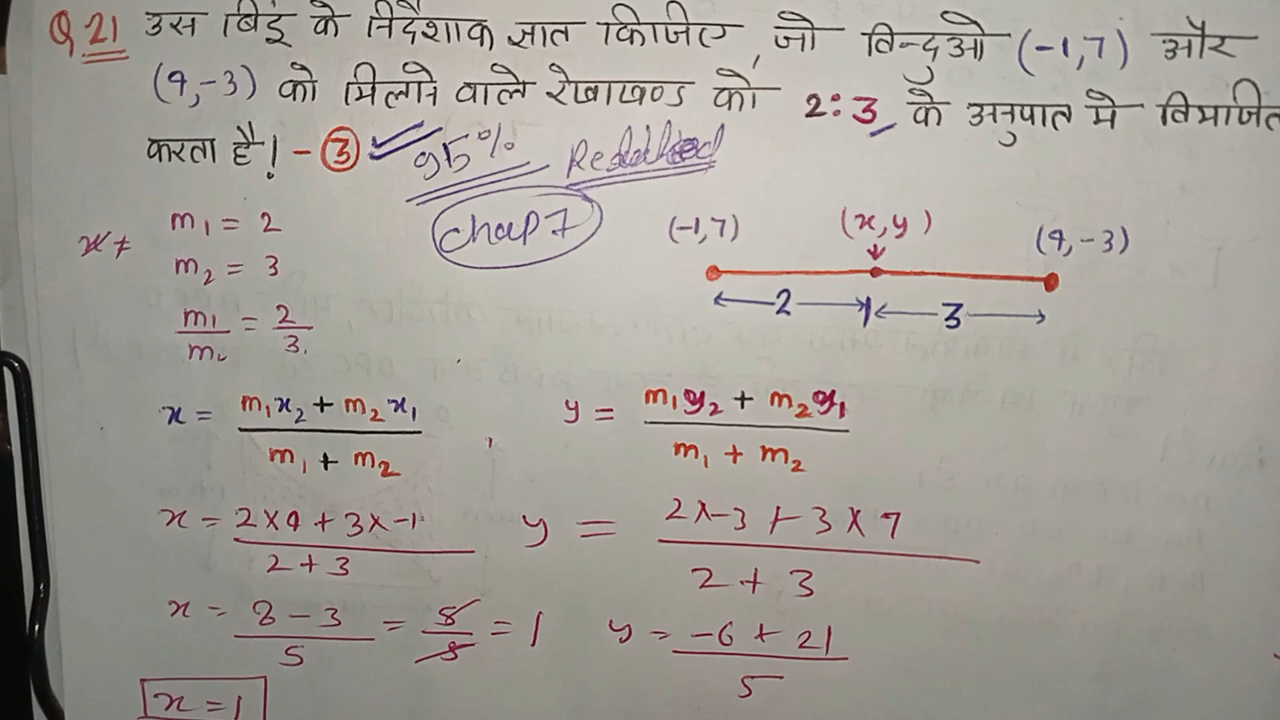 Q.21 उस बिंदु के निर्देशाक ज्ञात किजिए, जो विन्दुओ (-1,7) और
(4,-3) को मिलाने वाले रेखाखण्ड को 2:3 के अनुपात मे विभाजित
करता है! - ③ 95%
Chap 7
(-1,7) (x,y) (4,-3)
2 3
m₁ = 2
m₂ = 3
m₁/m₂ = 2/3
x = (m₁x₂ + m₂x₁)/(m₁ + m₂) , y = (m₁y₂ + m₂y₁)/(m₁ + m₂)
x = (2×4 + 3×-1)/(2+3) y = (2×-3 + 3×7)/(2+3)
x = (8-3)/5 = 5/5 = 1 y = (-6+21)/5
x = 1